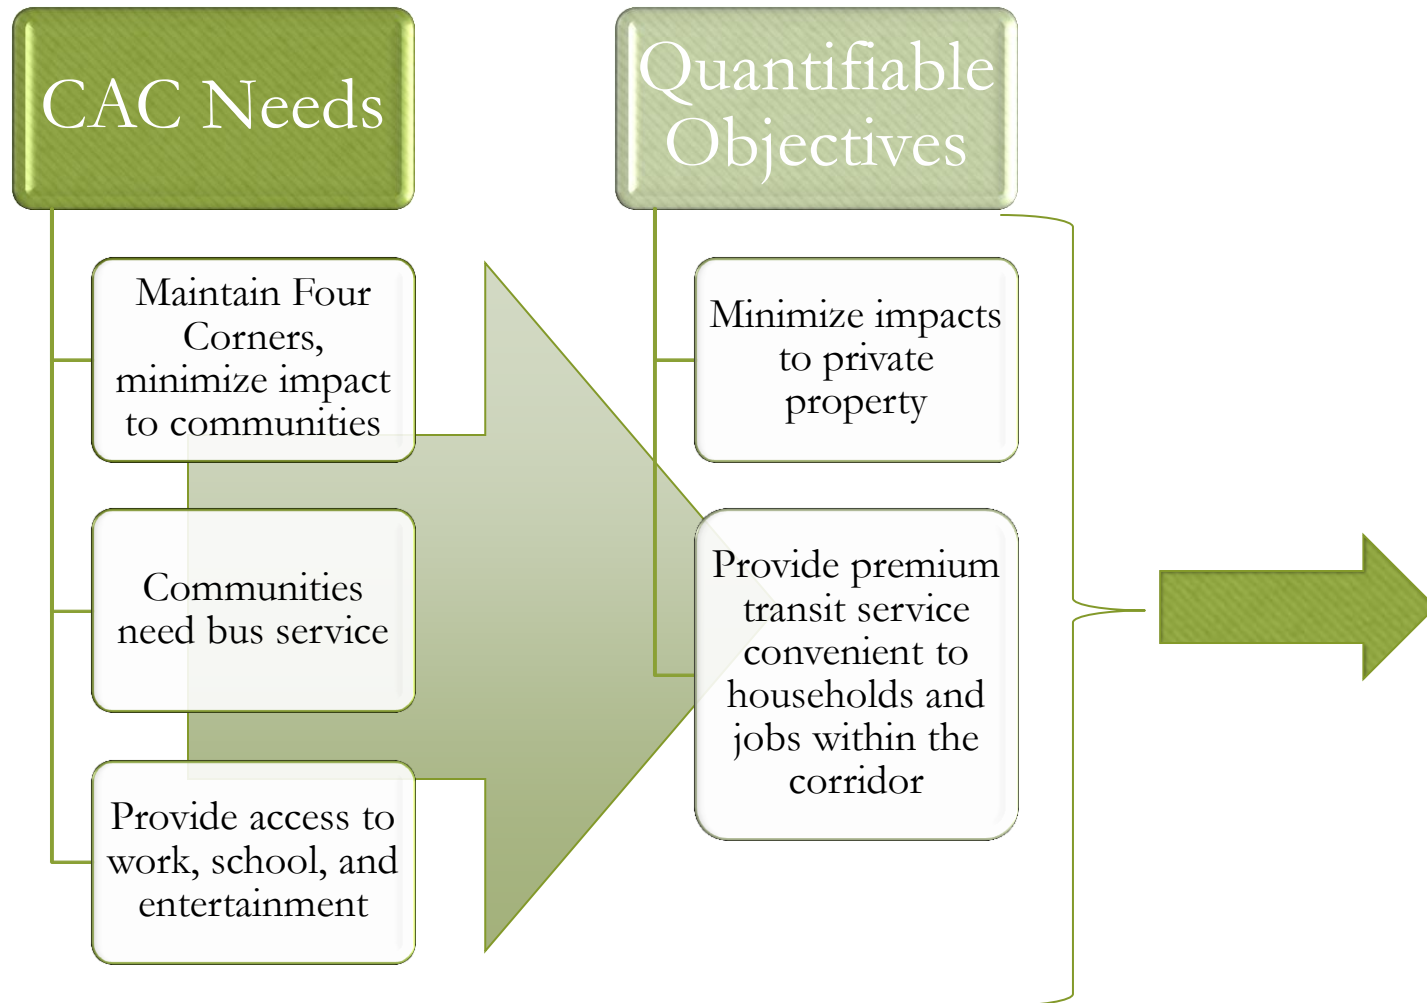 CAC Needs
Maintain Four
Corners,
minimize impact
to communities
Communities
need bus service
Provide access to
work, school, and
entertainment
Quantifiable
Objectives
Minimize impacts
to private
property
Provide premium
transit service
convenient to
households and
jobs within the
corridor